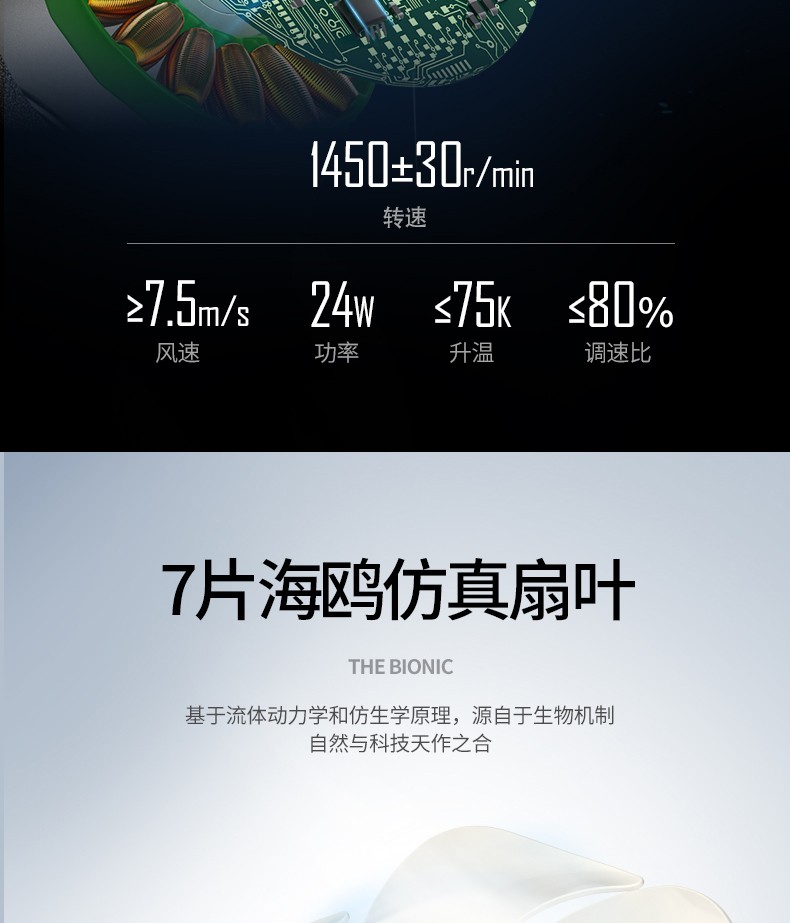 1450±30r/min
转速
≥7.5m/s 24W ≤75K ≤80%
风速 功率 升温 调速比
7片海鸥仿真扇叶
THE BIONIC
基于流体动力学和仿生学原理，源自于生物机制
自然与科技天作之合